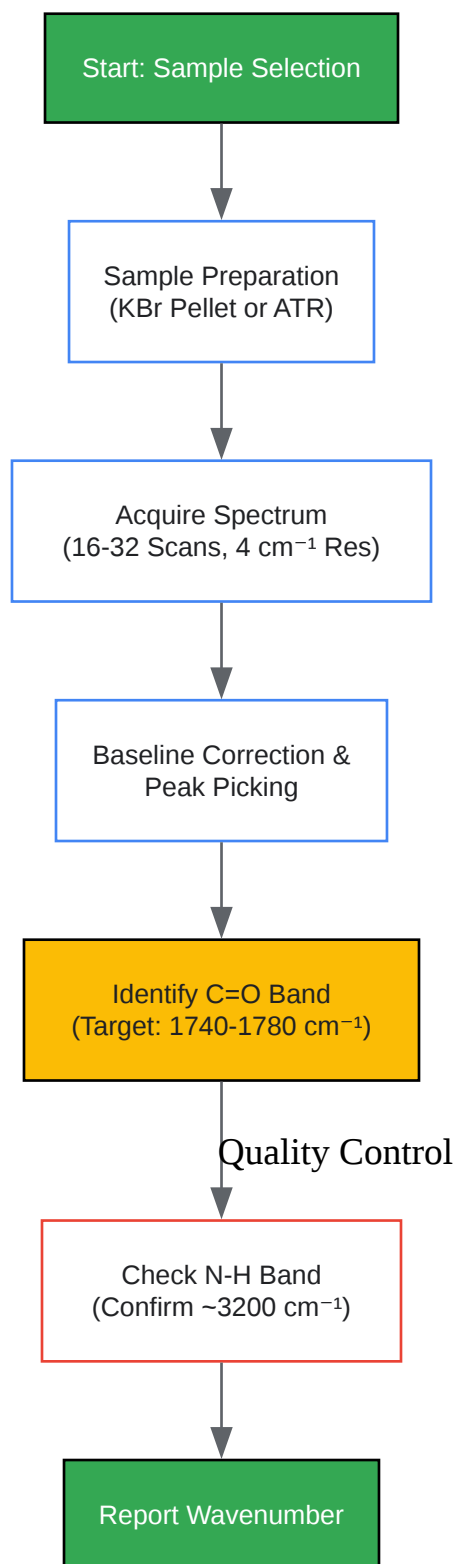 Start: Sample Selection
Sample Preparation
(KBr Pellet or ATR)
Acquire Spectrum
(16-32 Scans, 4 cm⁻¹ Res)
Baseline Correction &
Peak Picking
Identify C=O Band
(Target: 1740-1780 cm⁻¹)
Quality Control
Check N-H Band
(Confirm ~3200 cm⁻¹)
Report Wavenumber